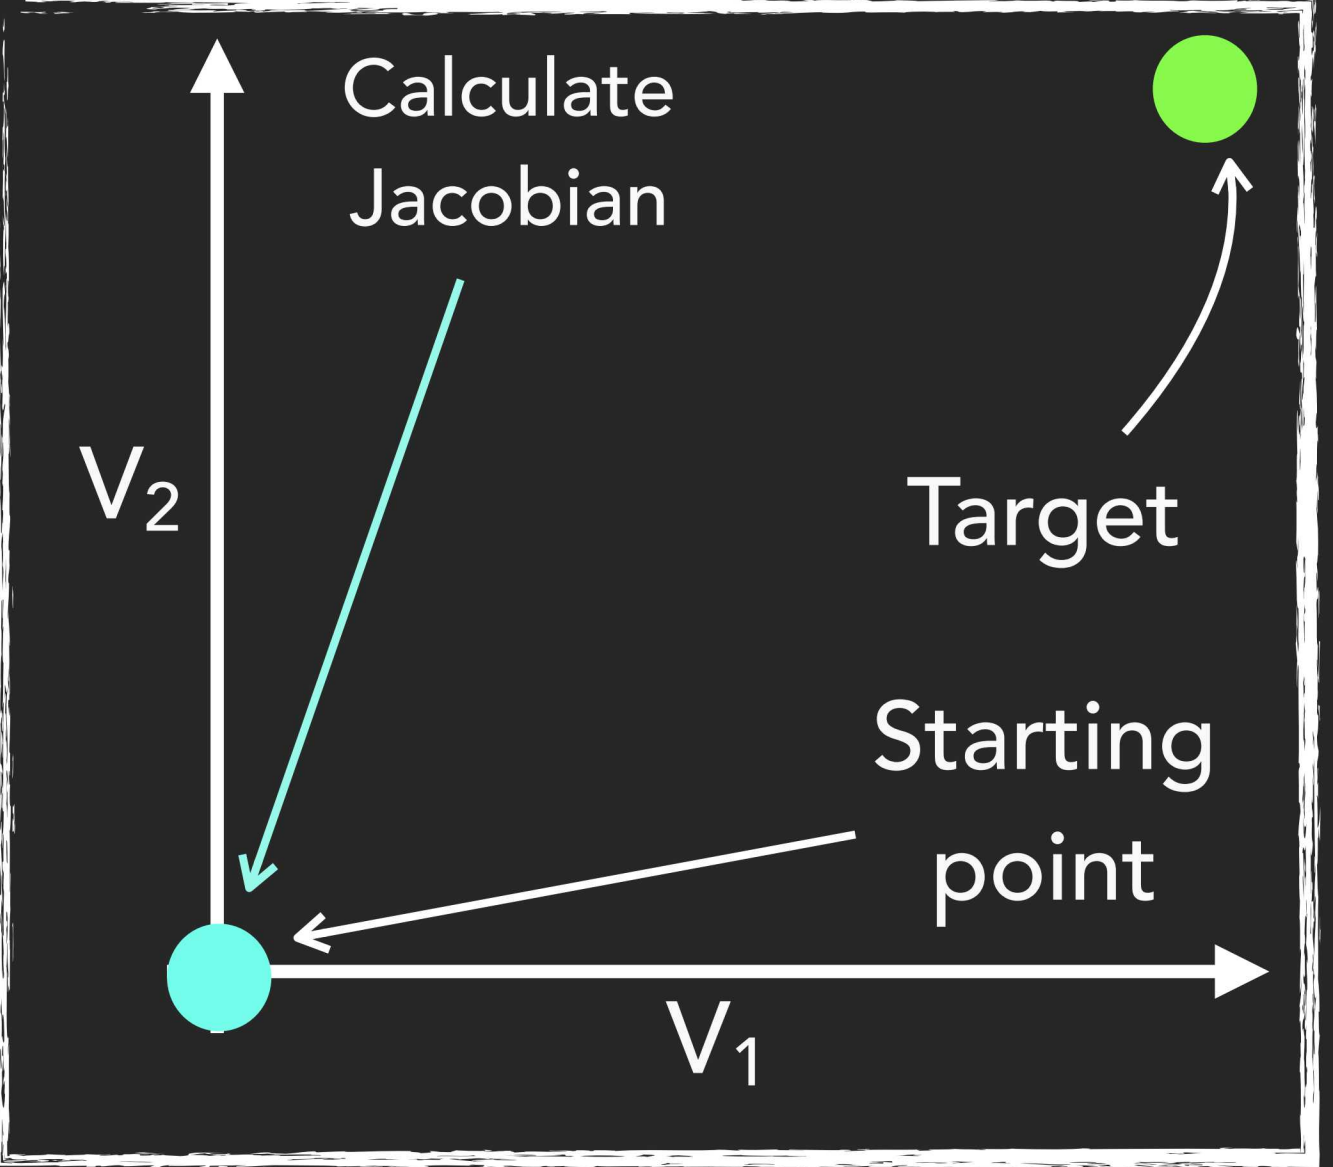 Calculate
Jacobian
V₂
Target
Starting
point
V₁